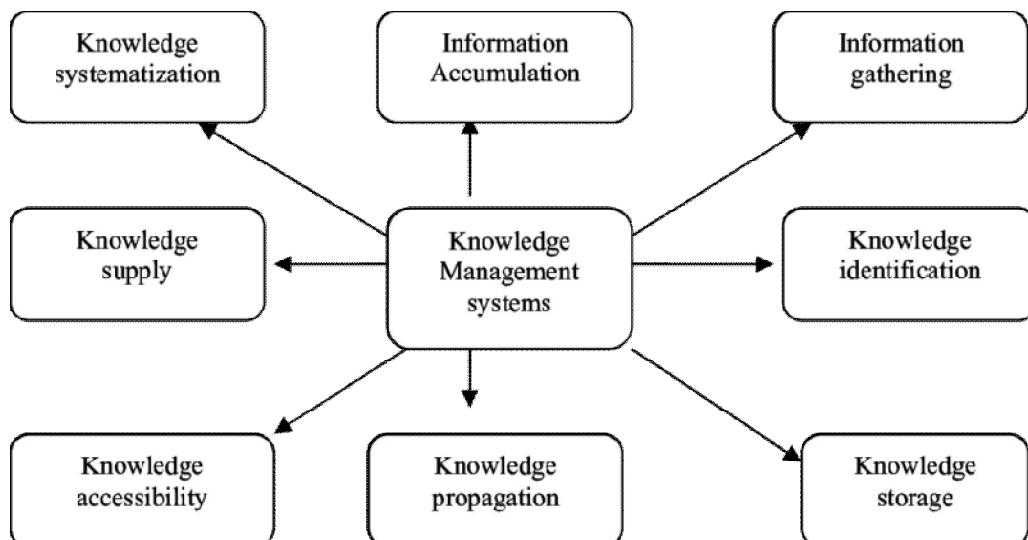 Knowledge
systematization
Information
Accumulation
Information
gathering
Knowledge
supply
Knowledge
Management
systems
Knowledge
identification
Knowledge
accessibility
Knowledge
propagation
Knowledge
storage